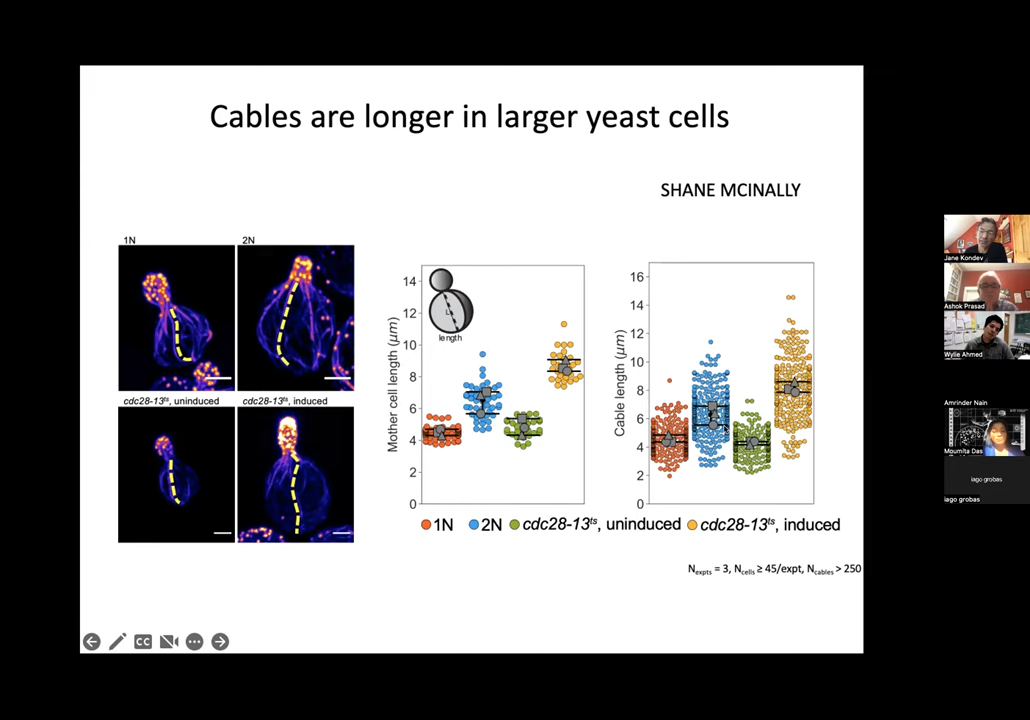 Cables are longer in larger yeast cells
SHANE MCINALLY
1N
2N
cdc28-13ts, uninduced
cdc28-13ts, induced
Mother cell length (μm)
14
12
10
8
6
4
2
0
length
Cable length (μm)
16
14
12
10
8
6
4
2
0
1N 2N cdc28-13ts, uninduced cdc28-13ts, induced
Nexpts = 3, Ncells ≥ 45/expt, Ncables > 250
CC
Jane Kondev
Ashok Prasad
Wylie Ahmed
Amrinder Nain
Moumita Das
iago grobas
iago grobas